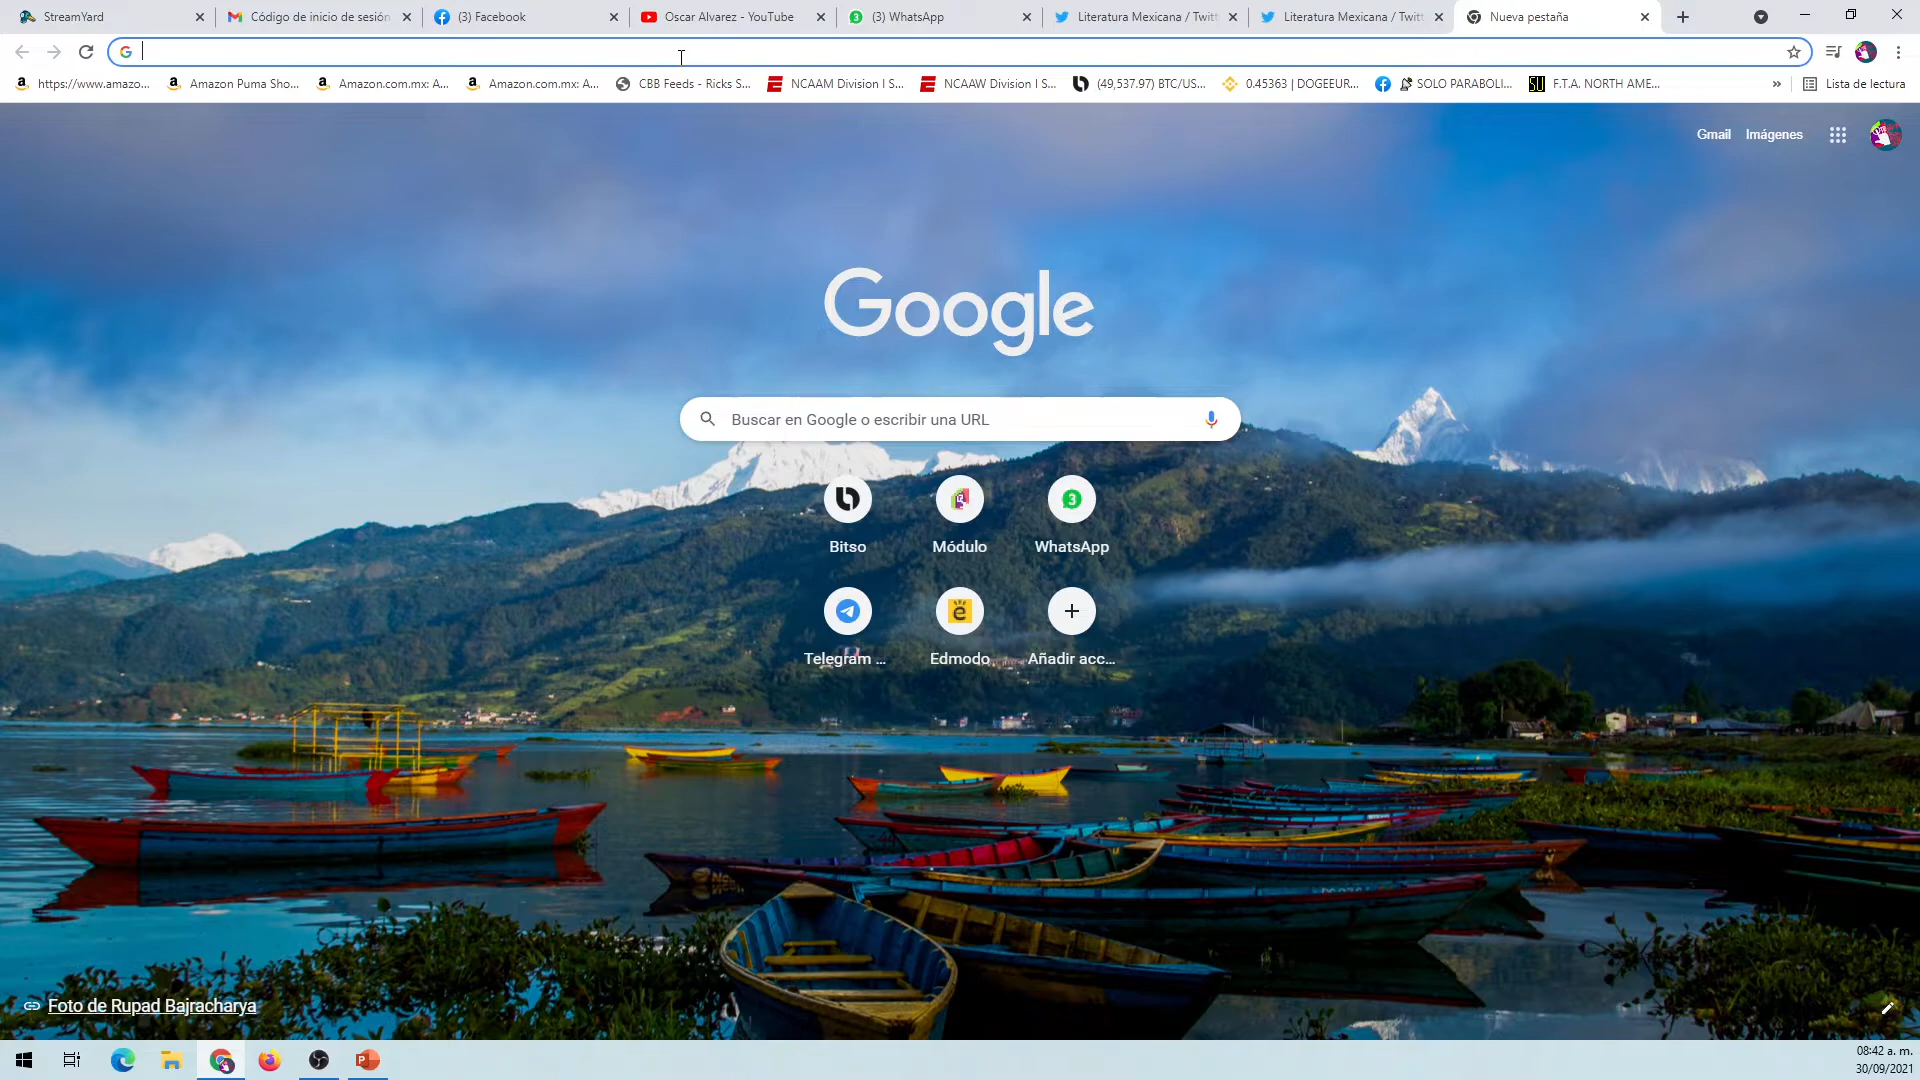 StreamYard
Código de inicio de sesión
(3) Facebook
Oscar Alvarez - YouTube
(3) WhatsApp
Literatura Mexicana / Twitt
Literatura Mexicana / Twitt
Nueva pestaña
https://www.amazo...
Amazon Puma Sho...
Amazon.com.mx: A...
Amazon.com.mx: A...
CBB Feeds - Ricks S...
NCAAM Division I S...
NCAAW Division I S...
(49,537.97) BTC/US...
0.45363 | DOGEEUR...
SOLO PARABOLI...
F.T.A. NORTH AME...
»
Lista de lectura
Gmail
Imágenes
Google
Buscar en Google o escribir una URL
3
Bitso
Módulo
WhatsApp
Telegram ...
Edmodo
Añadir acc...
Foto de Rupad Bajracharya
08:42 a. m.
30/09/2021